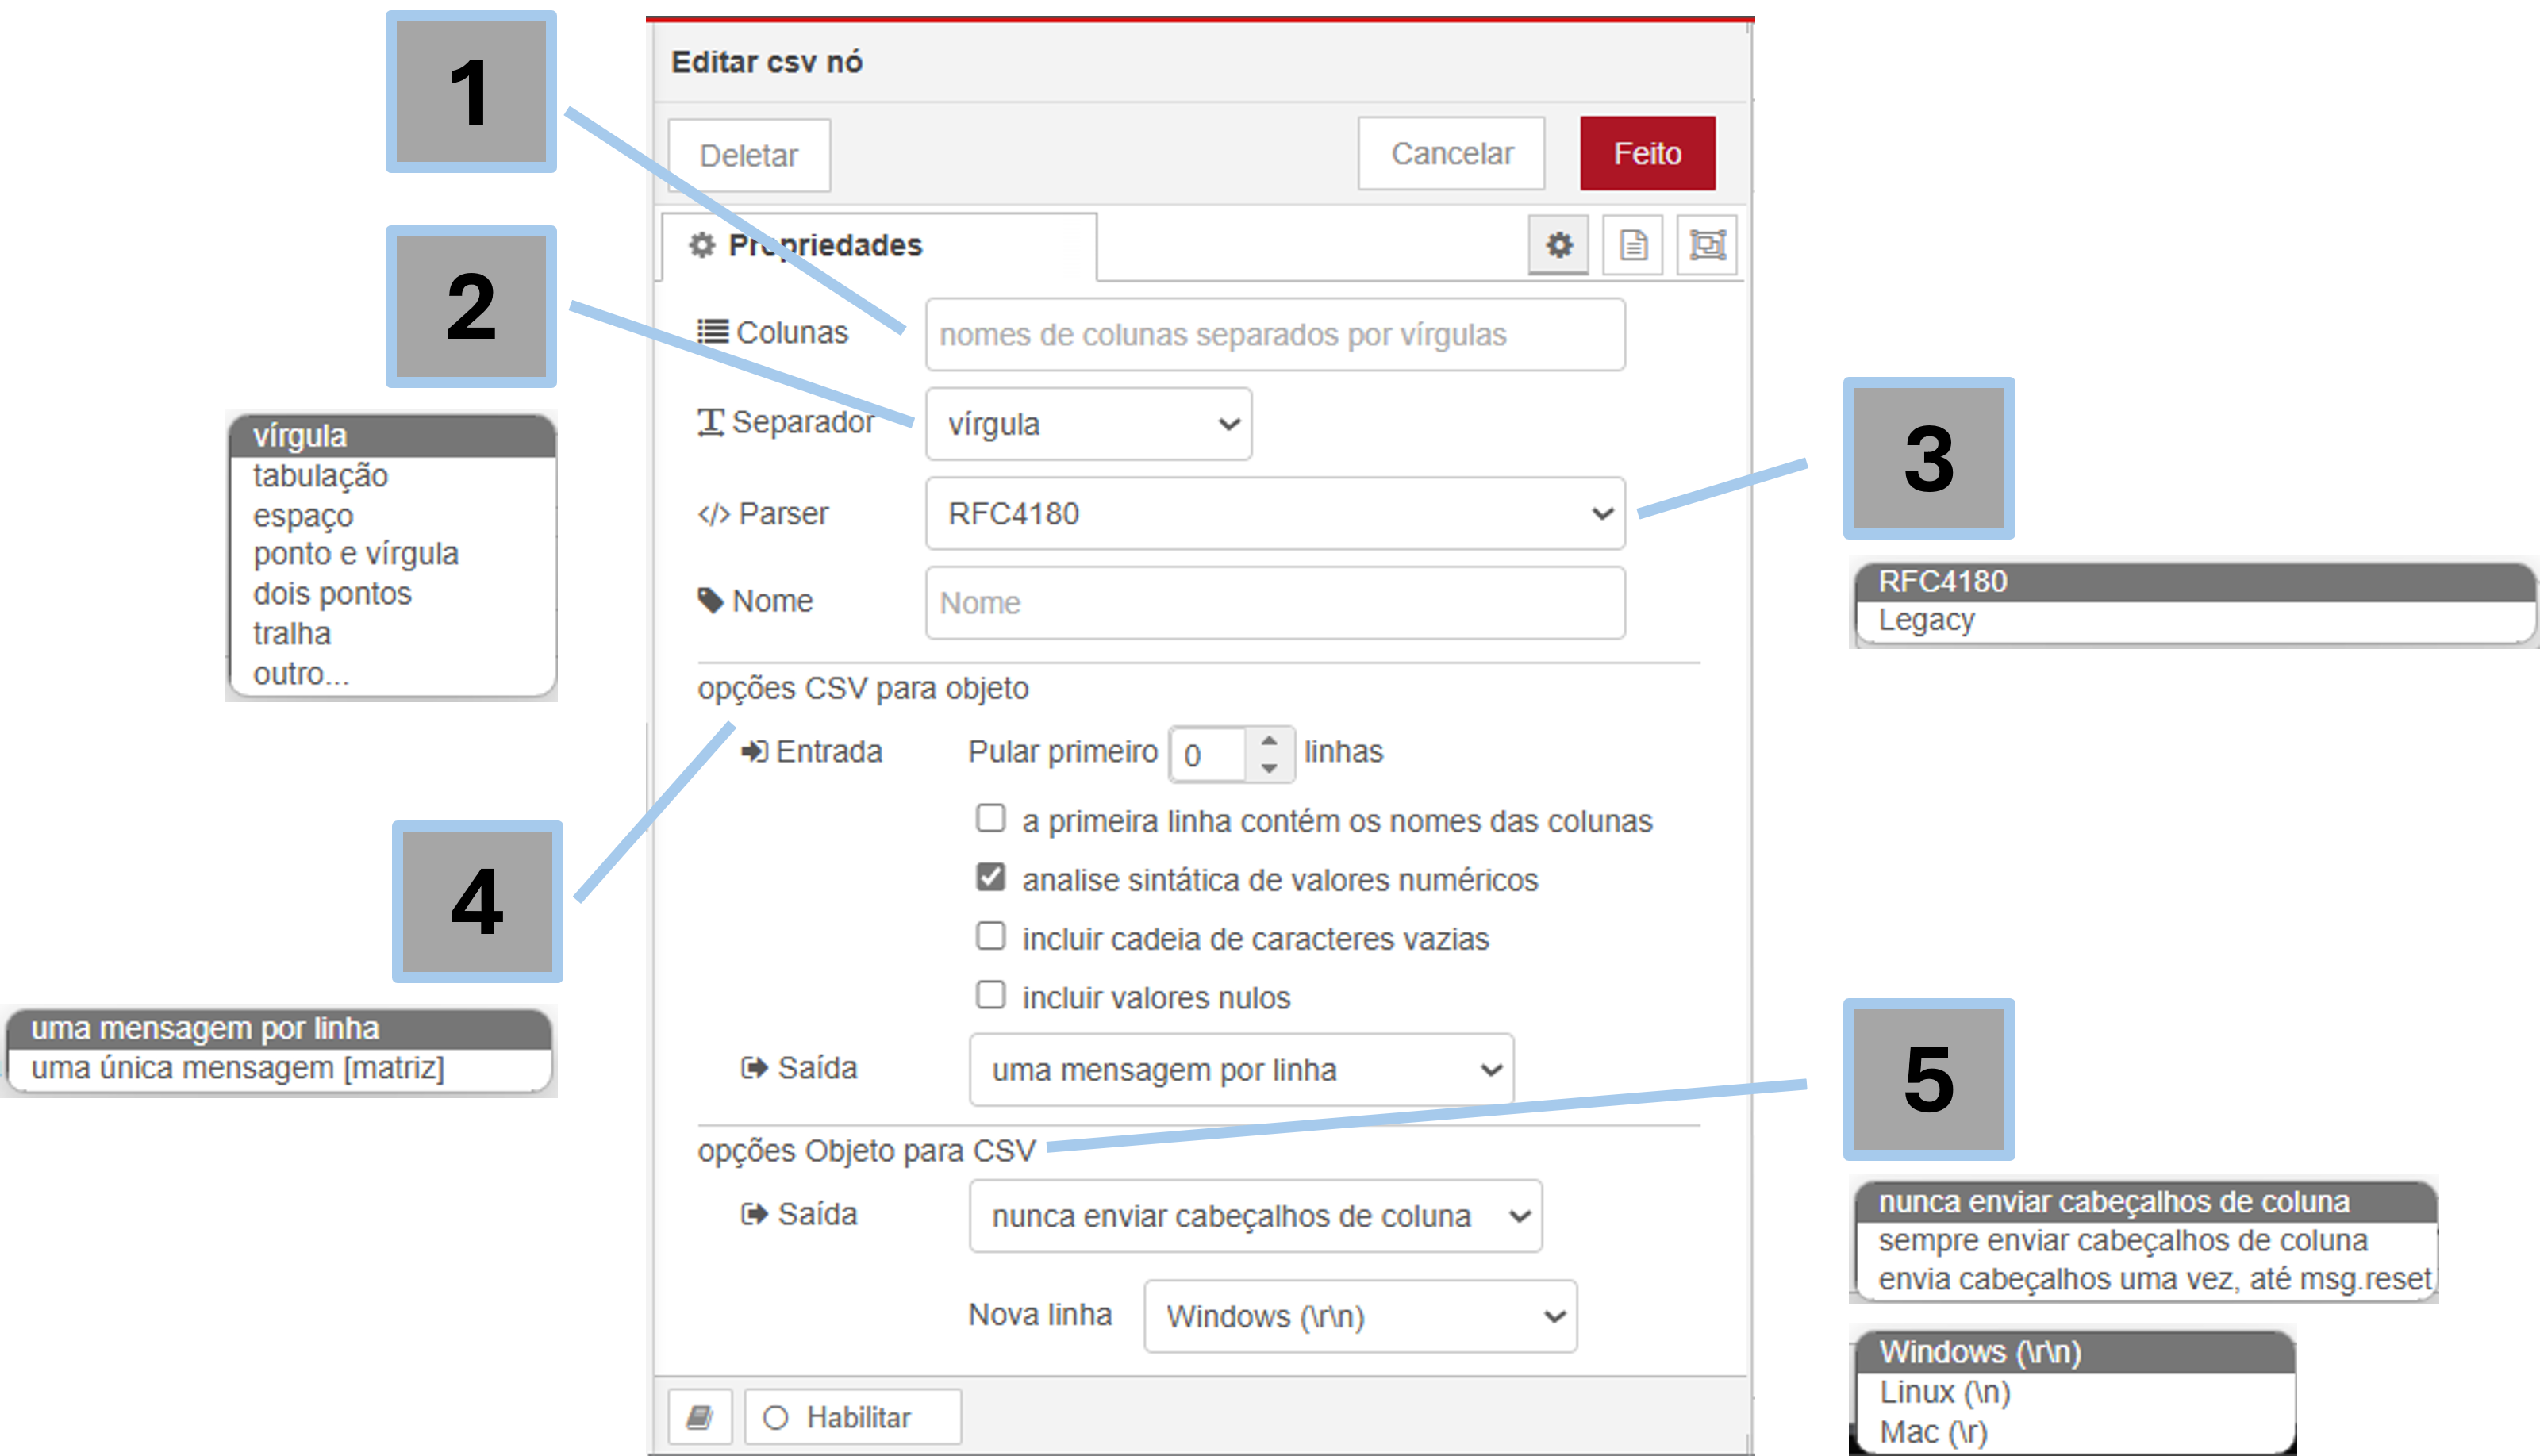 1
Editar csv nó
Deletar
Cancelar
Feito
Propriedades
2
Colunas
nomes de colunas separados por vírgulas
Separador
vírgula
vírgula
tabulação
espaço
ponto e vírgula
dois pontos
tralha
outro...
3
Parser
RFC4180
RFC4180
Legacy
Nome
Nome
opções CSV para objeto
4
Entrada
Pular primeiro 0 linhas
a primeira linha contém os nomes das colunas
analise sintática de valores numéricos
incluir cadeia de caracteres vazias
incluir valores nulos
Saída
uma mensagem por linha
uma mensagem por linha
uma única mensagem [matriz]
5
opções Objeto para CSV
Saída
nunca enviar cabeçalhos de coluna
nunca enviar cabeçalhos de coluna
sempre enviar cabeçalhos de coluna
envia cabeçalhos uma vez, até msg.reset
Nova linha
Windows (\r\n)
Windows (\r\n)
Linux (\n)
Mac (\r)
Habilitar